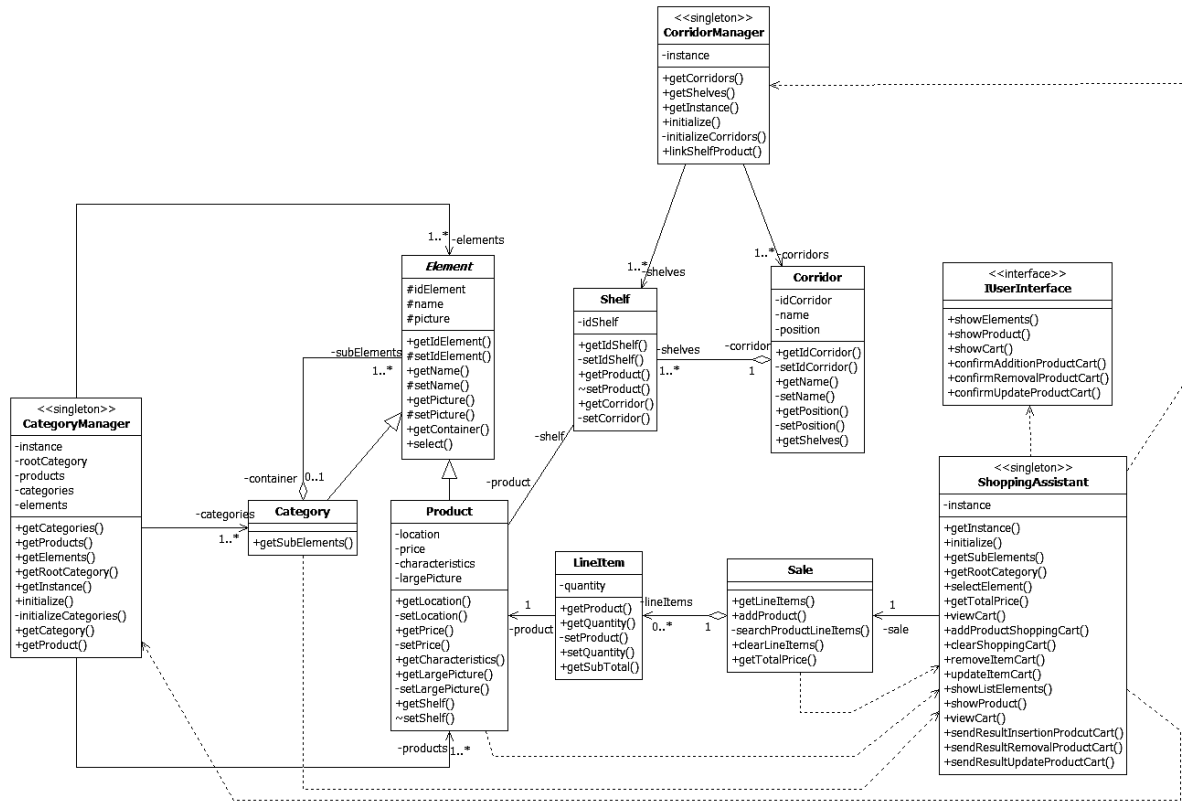 <<singleton>>
CorridorManager
-instance
+getCorridors()
+getShelves()
+getInstance()
+initialize()
-initializeCorridors()
+linkShelfProduct()
1..*
-elements
1..*
-shelves
1..*
-corridors
Element
#idElement
#name
#picture
+getIdElement()
#setIdElement()
+getName()
#setName()
+getPicture()
#setPicture()
+getContainer()
+select()
-subElements
1..*
Shelf
-idShelf
+getIdShelf()
-setIdShelf()
+getProduct()
~setProduct()
+getCorridor()
-setCorridor()
-shelves
1..*
-corridor
1
Corridor
-idCorridor
-name
-position
+getIdCorridor()
-setIdCorridor()
+getName()
-setName()
+getPosition()
-setPosition()
+getShelves()
<<interface>>
IUserInterface
+showElements()
+showProduct()
+showCart()
+confirmAdditionProductCart()
+confirmRemovalProductCart()
+confirmUpdateProductCart()
<<singleton>>
CategoryManager
-instance
-rootCategory
-products
-categories
-elements
+getCategories()
+getProducts()
+getElements()
+getRootCategory()
+getInstance()
+initialize()
-initializeCategories()
+getCategory()
+getProduct()
-container
0..1
-categories
1..*
Category
+getSubElements()
-shelf
-product
Product
-location
-price
-characteristics
-largePicture
+getLocation()
-setLocation()
+getPrice()
-setPrice()
+getCharacteristics()
+getLargePicture()
-setLargePicture()
+getShelf()
~setShelf()
-products
1..*
1
-product
LineItem
-quantity
+getProduct()
+getQuantity()
-setProduct()
+setQuantity()
+getSubTotal()
-lineItems
0..*
1
Sale
+getLineItems()
+addProduct()
-searchProductLineItems()
+clearLineItems()
+getTotalPrice()
1
-sale
<<singleton>>
ShoppingAssistant
-instance
+getInstance()
+initialize()
+getSubElements()
+getRootCategory()
+selectElement()
+getTotalPrice()
+viewCart()
+addProductShoppingCart()
+clearShoppingCart()
+removeItemCart()
+updateItemCart()
+showListElements()
+showProduct()
+viewCart()
+sendResultInsertionProdcutCart()
+sendResultRemovalProductCart()
+sendResultUpdateProductCart()